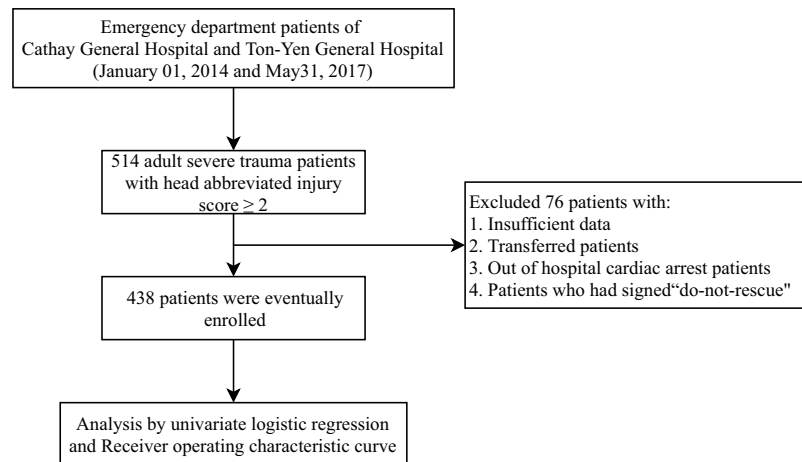 Emergency department patients of
Cathay General Hospital and Ton-Yen General Hospital
(January 01, 2014 and May31, 2017)
514 adult severe trauma patients
with head abbreviated injury
score ≥ 2
Excluded 76 patients with:
1. Insufficient data
2. Transferred patients
3. Out of hospital cardiac arrest patients
4. Patients who had signed“do-not-rescue"
438 patients were eventually
enrolled
Analysis by univariate logistic regression
and Receiver operating characteristic curve